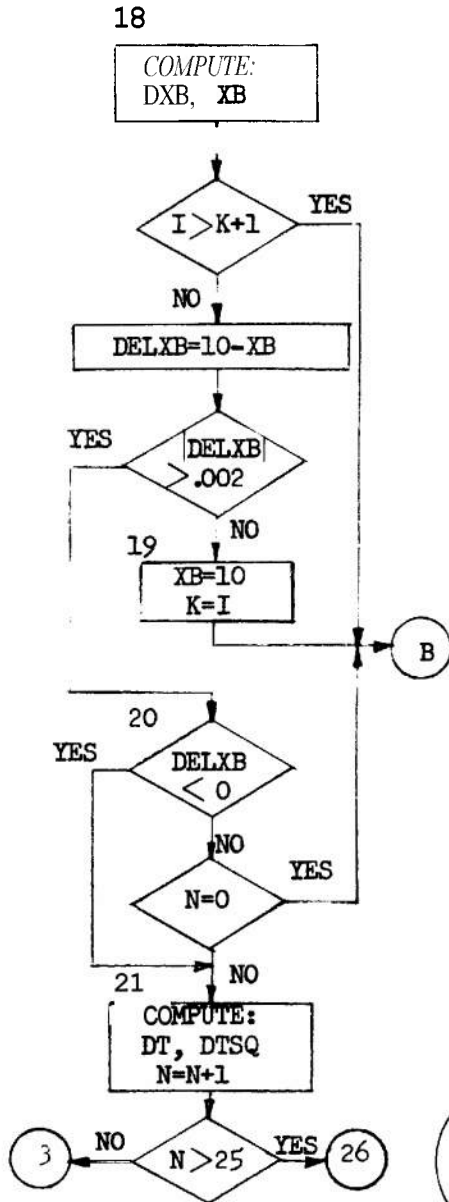 18
COMPUTE:
DXB, XB
I>K+1
YES
NO
DELXB=10-XB
YES
|DELXB|
>.002
NO
19
XB=10
K=I
B
20
YES
DELXB
< 0
NO
YES
N=0
21
NO
COMPUTE:
DT, DTSQ
N=N+1
3
NO
N>25
YES
26